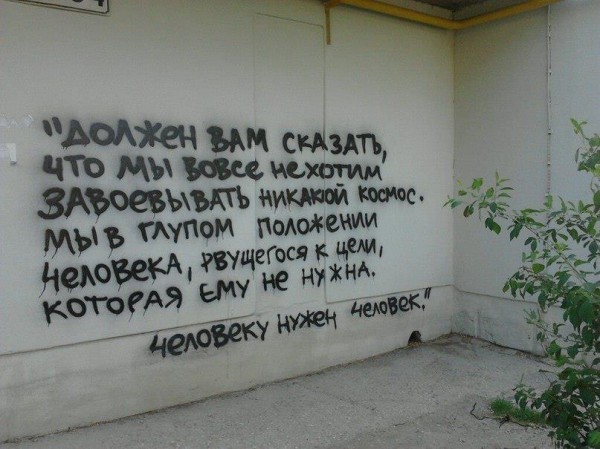 "ДОЛЖЕН ВАМ СКАЗАТЬ,
ЧТО МЫ ВОВСЕ НЕ ХОТИМ
ЗАВОЕВЫВАТЬ НИКАКОЙ КОСМОС.
МЫ В ГЛУПОМ ПОЛОЖЕНИИ
ЧЕЛОВЕКА, РВУЩЕГОСЯ К ЦЕЛИ,
КОТОРАЯ ЕМУ НЕ НУЖНА.
ЧЕЛОВЕКУ НУЖЕН ЧЕЛОВЕК."